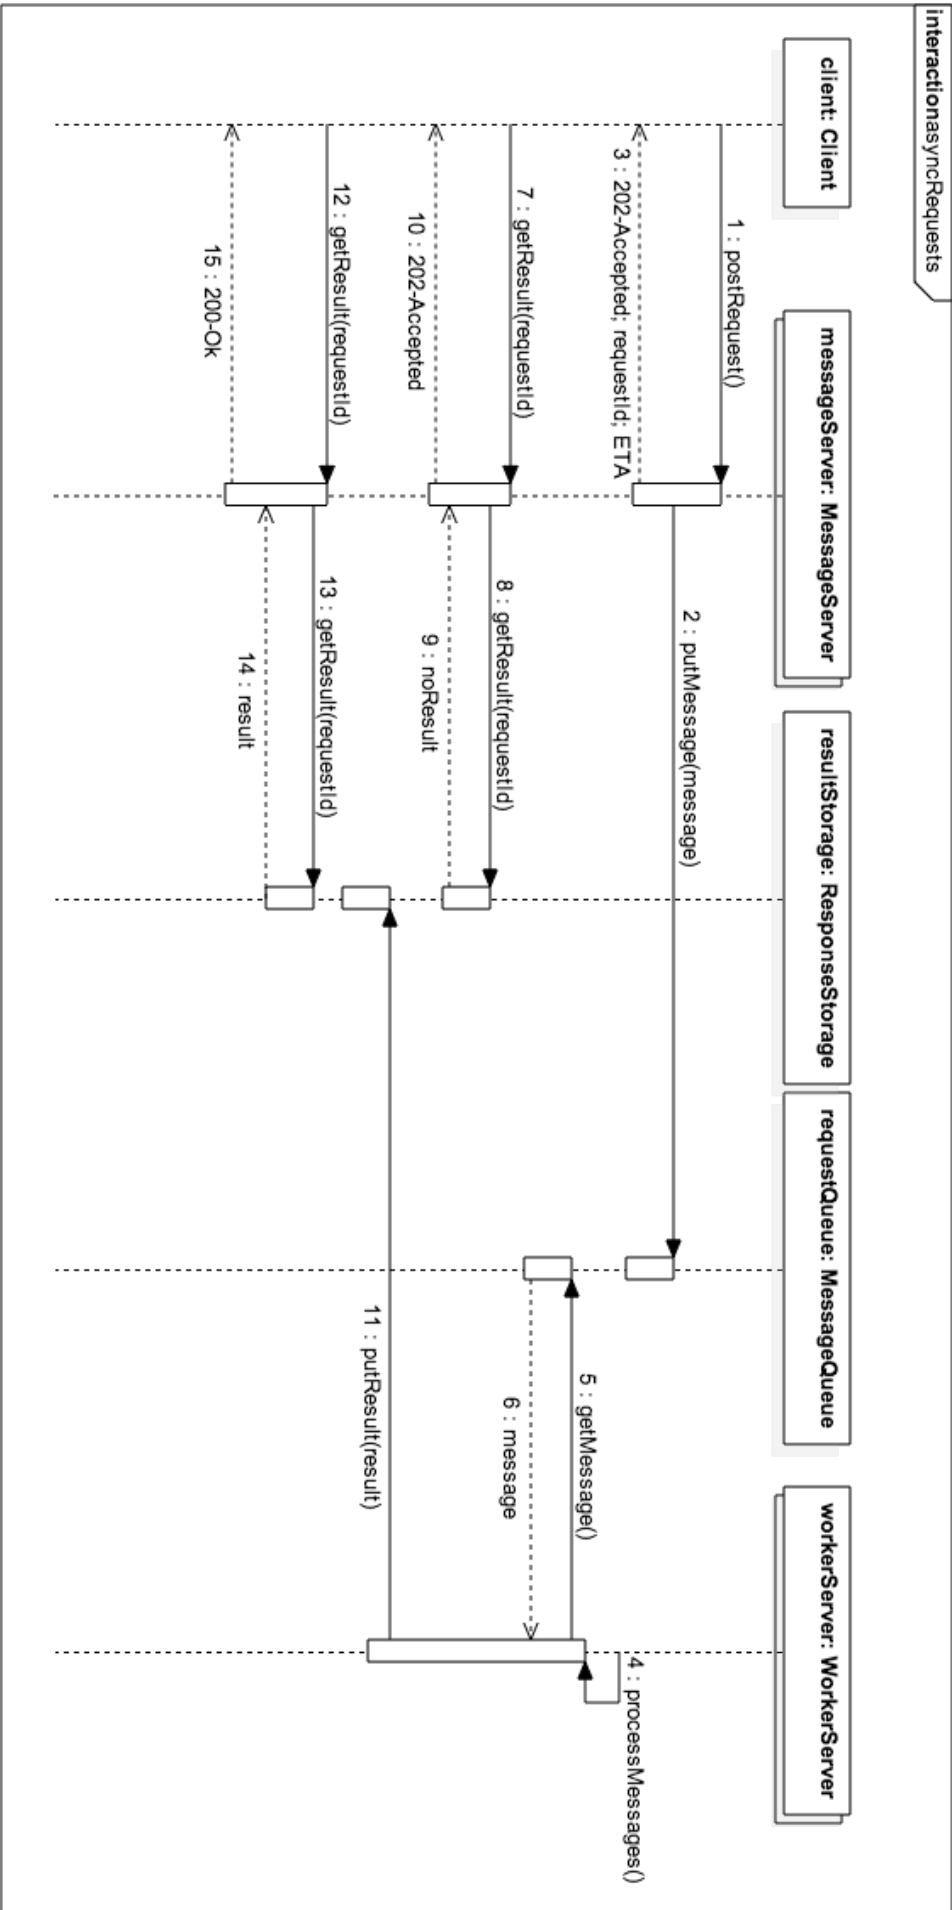 interactionasyncRequests
client: Client
messageServer: MessageServer
resultStorage: ResponseStorage
requestQueue: MessageQueue
workerServer: WorkerServer
1 : postRequest()
2 : putMessage(message)
3 : 202-Accepted; requestId; ETA
4 : processMessages()
5 : getMessage()
6 : message
7 : getResult(requestId)
8 : getResult(requestId)
9 : noResult
10 : 202-Accepted
11 : putResult(result)
12 : getResult(requestId)
13 : getResult(requestId)
14 : result
15 : 200-Ok